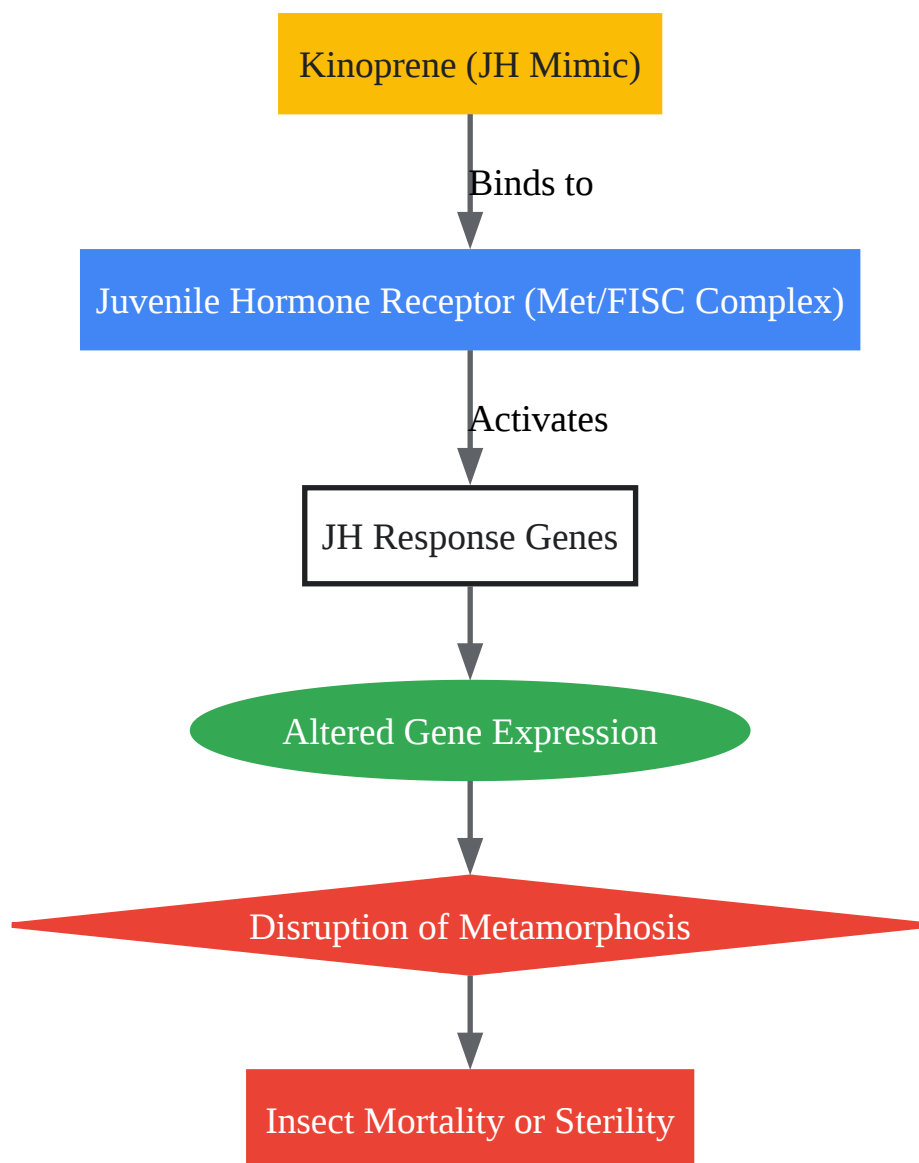 Kinoprene (JH Mimic)
Binds to
Juvenile Hormone Receptor (Met/FISC Complex)
Activates
JH Response Genes
Altered Gene Expression
Disruption of Metamorphosis
Insect Mortality or Sterility